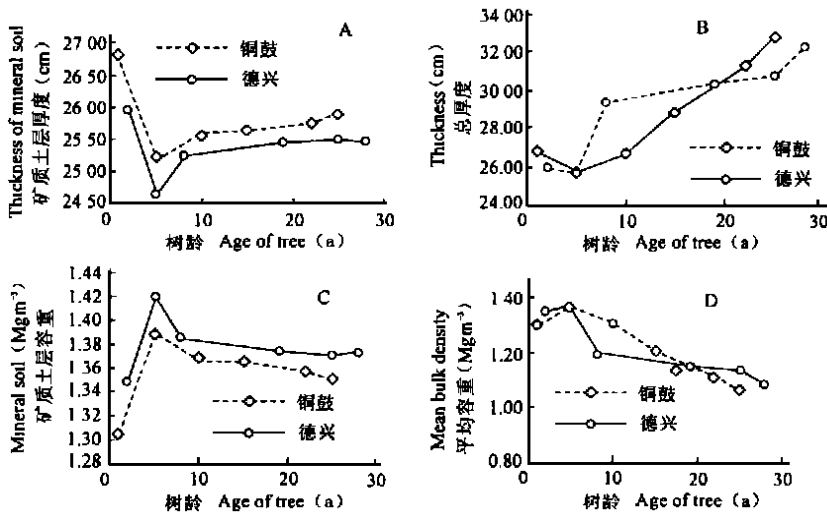 A
Thickness of mineral soil
矿质土层厚度 (cm)
27 00
26 50
26 00
25 50
25 00
24 50
铜鼓
德兴
10
20
30
树龄 Age of tree (a)
B
Thickness (cm)
总厚度
34 00
32 00
30 00
28 00
26 00
24.00
铜鼓
德兴
0
10
20
30
树龄 Age of tree (a)
C
Mineral soil (Mgm⁻³)
矿质土层容重
1.44
1.42
1.40
1.38
1.36
1.34
1.32
1.30
1.28
铜鼓
德兴
0
10
20
30
树龄 Age of tree (a)
D
Mean bulk density
平均容重 (Mgm⁻³)
1.40
1.20
1.00
0.80
铜鼓
德兴
0
10
20
30
树龄 Age of tree (a)